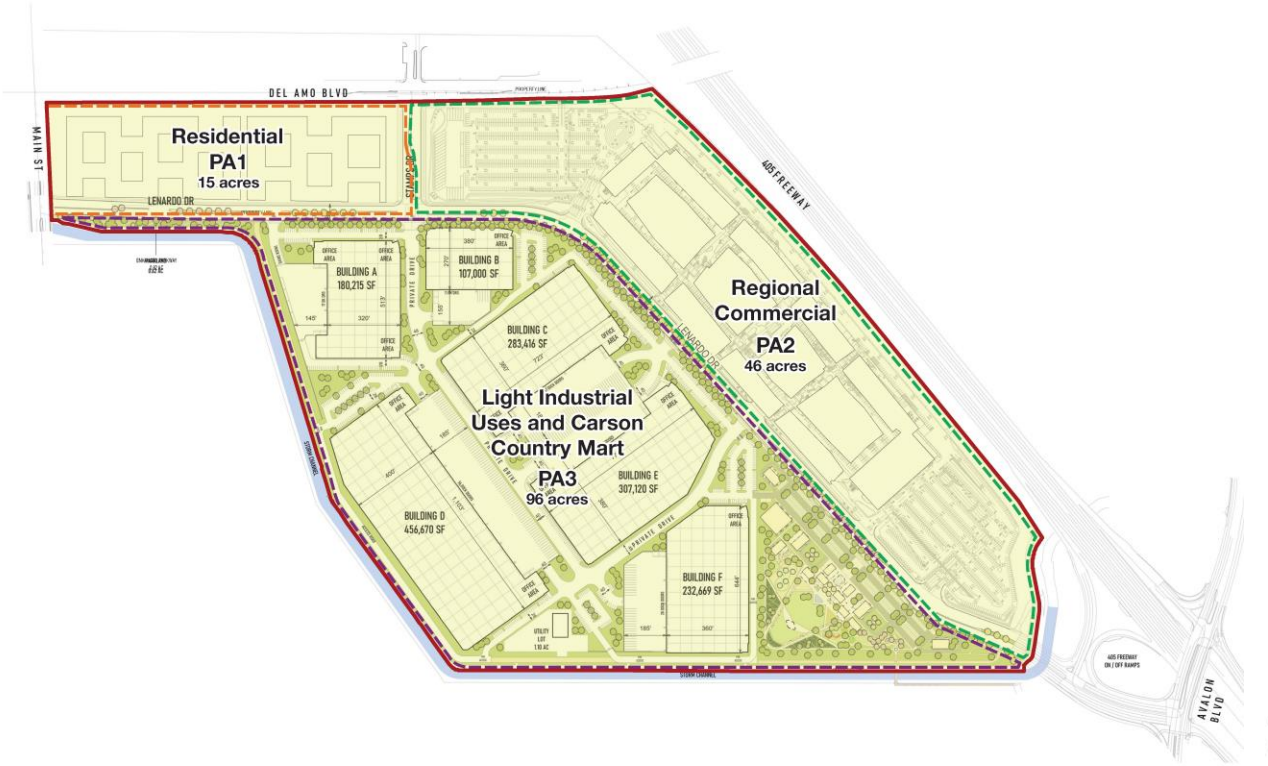 DEL AMO BLVD
PROPERTY LINE
MAIN ST
Residential
PA1
15 acres
STAMPS DR
LENARDO DR
405 FREEWAY
OFFICE
AREA
OFFICE
AREA
BUILDING A
180,215 SF
513'
145'
320'
OFFICE
AREA
PRIVATE DRIVE
OFFICE
AREA
380'
BUILDING B
107,000 SF
270'
155'
Regional
Commercial
PA2
46 acres
LENARDO DR
BUILDING C
283,416 SF
723'
OFFICE
AREA
Light Industrial
Uses and Carson
Country Mart
PA3
96 acres
OFFICE
AREA
OFFICE
AREA
185'
400'
STORM CHANNEL
BUILDING D
456,670 SF
OFFICE
AREA
BUILDING E
307,120 SF
PRIVATE DRIVE
OFFICE
AREA
BUILDING F
232,669 SF
644'
185'
360'
UTILITY
LOT
1.10 AC
STORM CHANNEL
405 FREEWAY
ON / OFF RAMPS
AVALON
BLVD